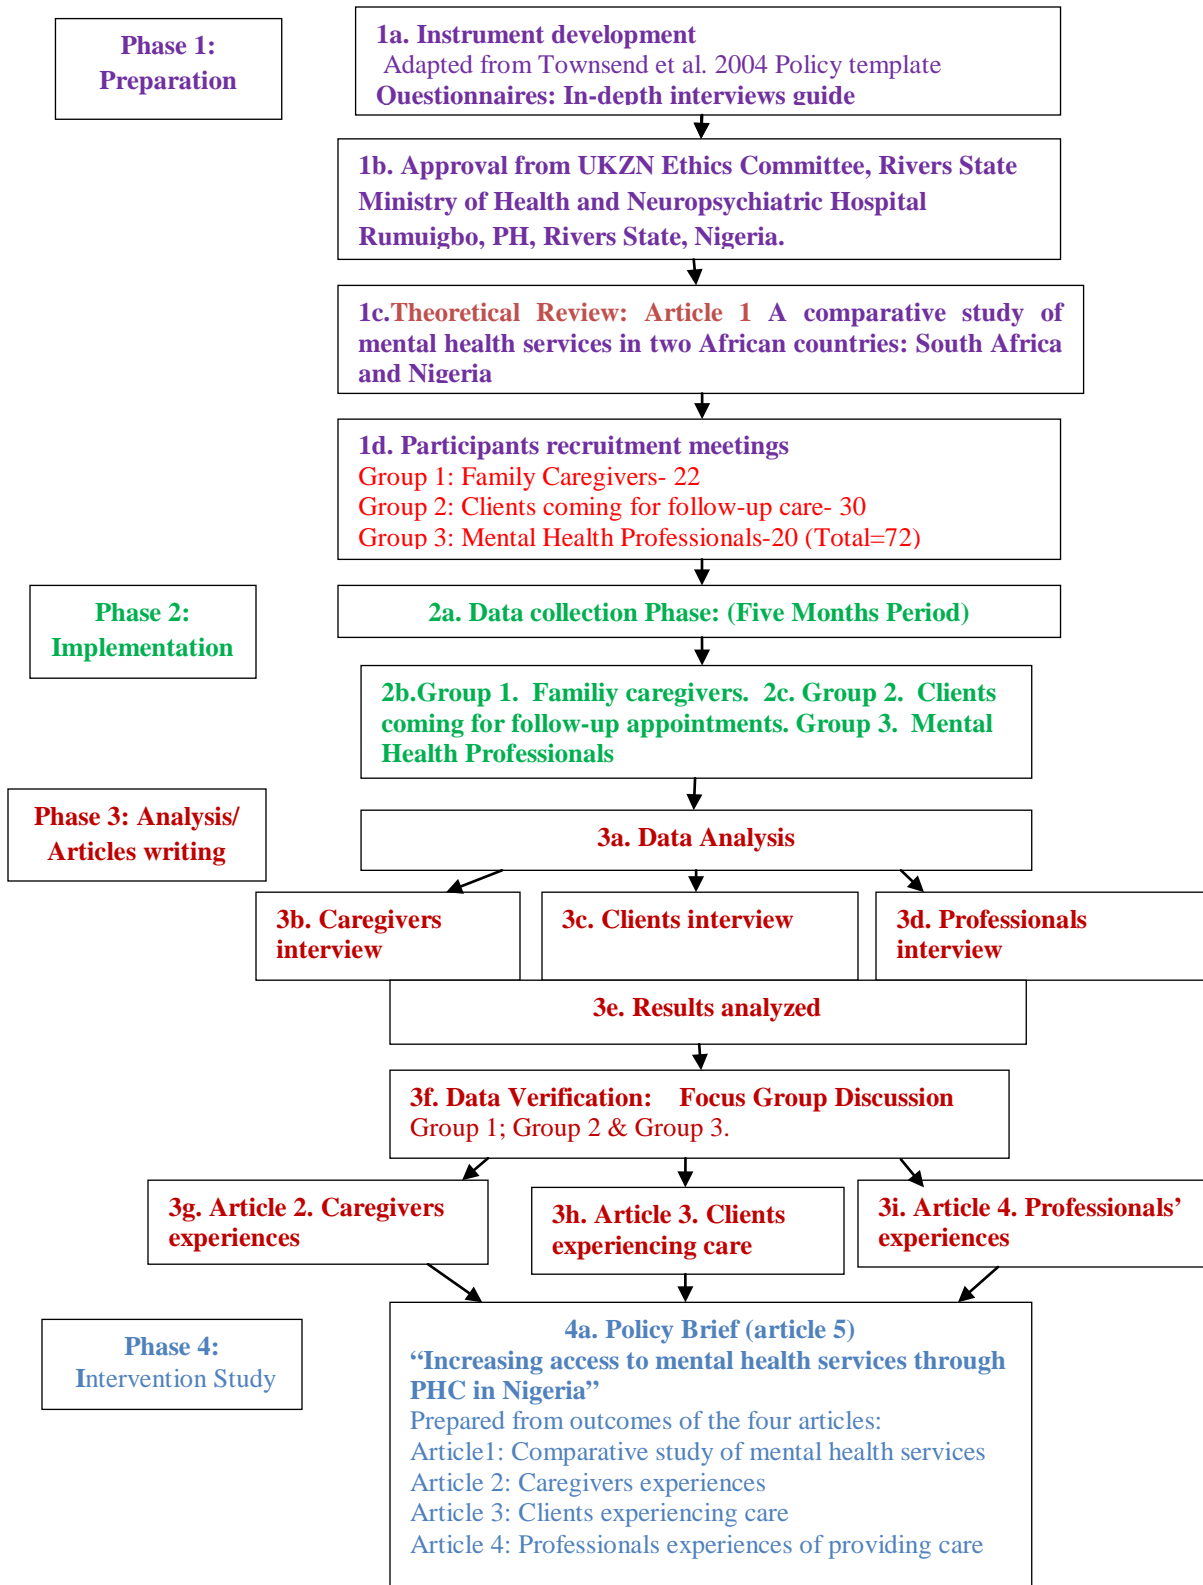 Phase 1:
Preparation
1a. Instrument development
Adapted from Townsend et al. 2004 Policy template
Questionnaires: In-depth interviews guide
1b. Approval from UKZN Ethics Committee, Rivers State
Ministry of Health and Neuropsychiatric Hospital
Rumuigbo, PH, Rivers State, Nigeria.
1c.Theoretical Review: Article 1 A comparative study of
mental health services in two African countries: South Africa
and Nigeria
1d. Participants recruitment meetings
Group 1: Family Caregivers- 22
Group 2: Clients coming for follow-up care- 30
Group 3: Mental Health Professionals-20 (Total=72)
Phase 2:
Implementation
2a. Data collection Phase: (Five Months Period)
2b.Group 1. Familiy caregivers. 2c. Group 2. Clients
coming for follow-up appointments. Group 3. Mental
Health Professionals
Phase 3: Analysis/
Articles writing
3a. Data Analysis
3b. Caregivers
interview
3c. Clients interview
3d. Professionals
interview
3e. Results analyzed
3f. Data Verification: Focus Group Discussion
Group 1; Group 2 & Group 3.
3g. Article 2. Caregivers
experiences
3h. Article 3. Clients
experiencing care
3i. Article 4. Professionals’
experiences
Phase 4:
Intervention Study
4a. Policy Brief (article 5)
“Increasing access to mental health services through
PHC in Nigeria”
Prepared from outcomes of the four articles:
Article1: Comparative study of mental health services
Article 2: Caregivers experiences
Article 3: Clients experiencing care
Article 4: Professionals experiences of providing care